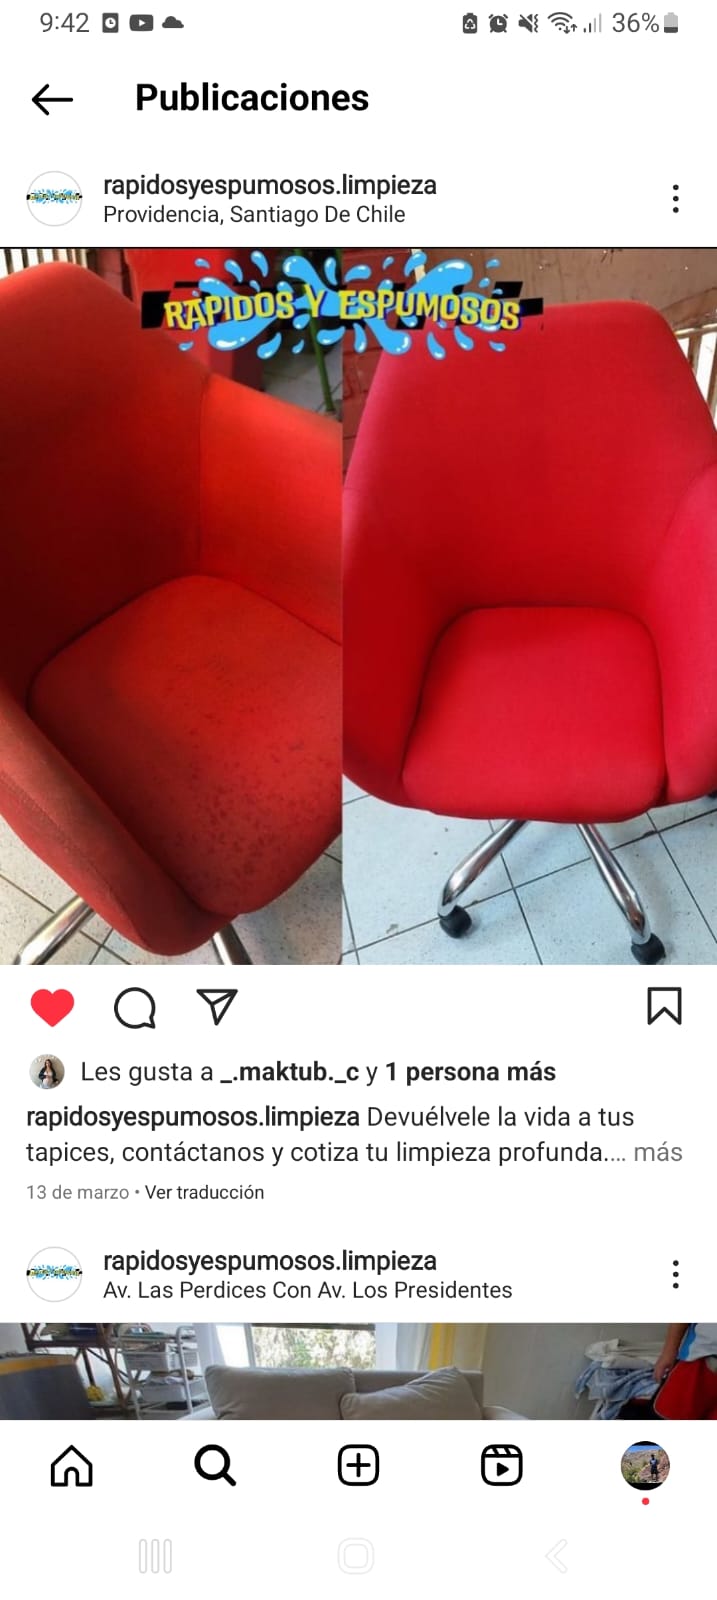 9:42
36%
Publicaciones
rapidosyespumosos.limpieza
Providencia, Santiago De Chile
RAPIDOS Y ESPUMOSOS
Les gusta a _.maktub._c y 1 persona más
rapidosyespumosos.limpieza Devuélvele la vida a tus
tapices, contáctanos y cotiza tu limpieza profunda.... más
13 de marzo • Ver traducción
rapidosyespumosos.limpieza
Av. Las Perdices Con Av. Los Presidentes